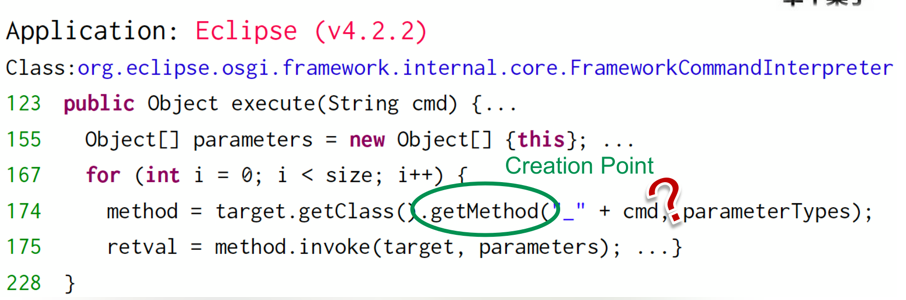 Application: Eclipse (v4.2.2)
Class:org.eclipse.osgi.framework.internal.core.FrameworkCommandInterpreter
123 public Object execute(String cmd) {...
155 Object[] parameters = new Object[] {this}; ...
Creation Point
167 for (int i = 0; i < size; i++) {
?
174 method = target.getClass().getMethod("_" + cmd, parameterTypes);
175 retval = method.invoke(target, parameters); ...}
228 }